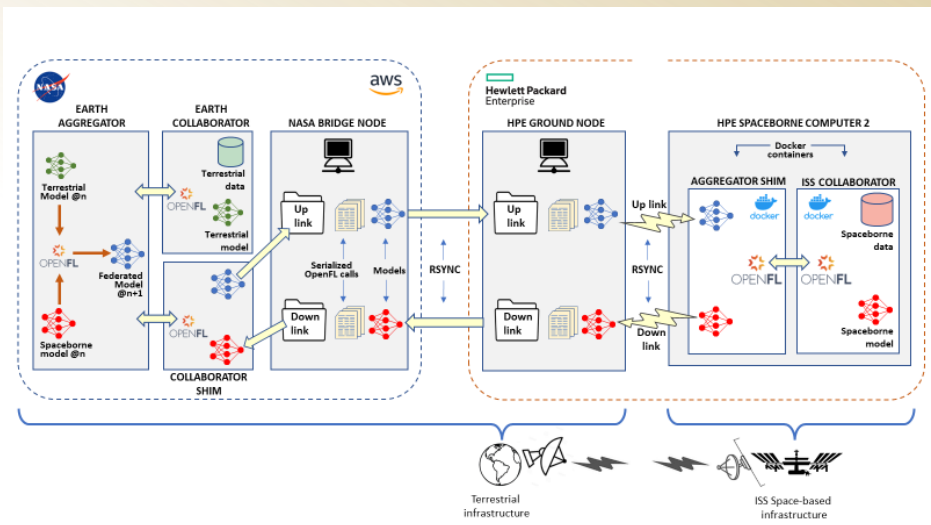 NASA
aws
Hewlett Packard
Enterprise
EARTH
AGGREGATOR
EARTH
COLLABORATOR
NASA BRIDGE NODE
HPE GROUND NODE
HPE SPACEBORNE COMPUTER 2
Docker
containers
Terrestrial
Model @n
OPENFL
Federated
Model
@n+1
Spaceborne
model @n
Terrestrial
data
OPENFL
Terrestrial
model
OPENFL
COLLABORATOR
SHIM
Up
link
Serialized
OpenFL calls
Models
Down
link
RSYNC
Up
link
Down
link
Up link
RSYNC
Down
link
AGGREGATOR SHIM
docker
OPENFL
ISS COLLABORATOR
docker
Spaceborne
data
OPENFL
Spaceborne
model
Terrestrial
infrastructure
ISS Space-based
infrastructure